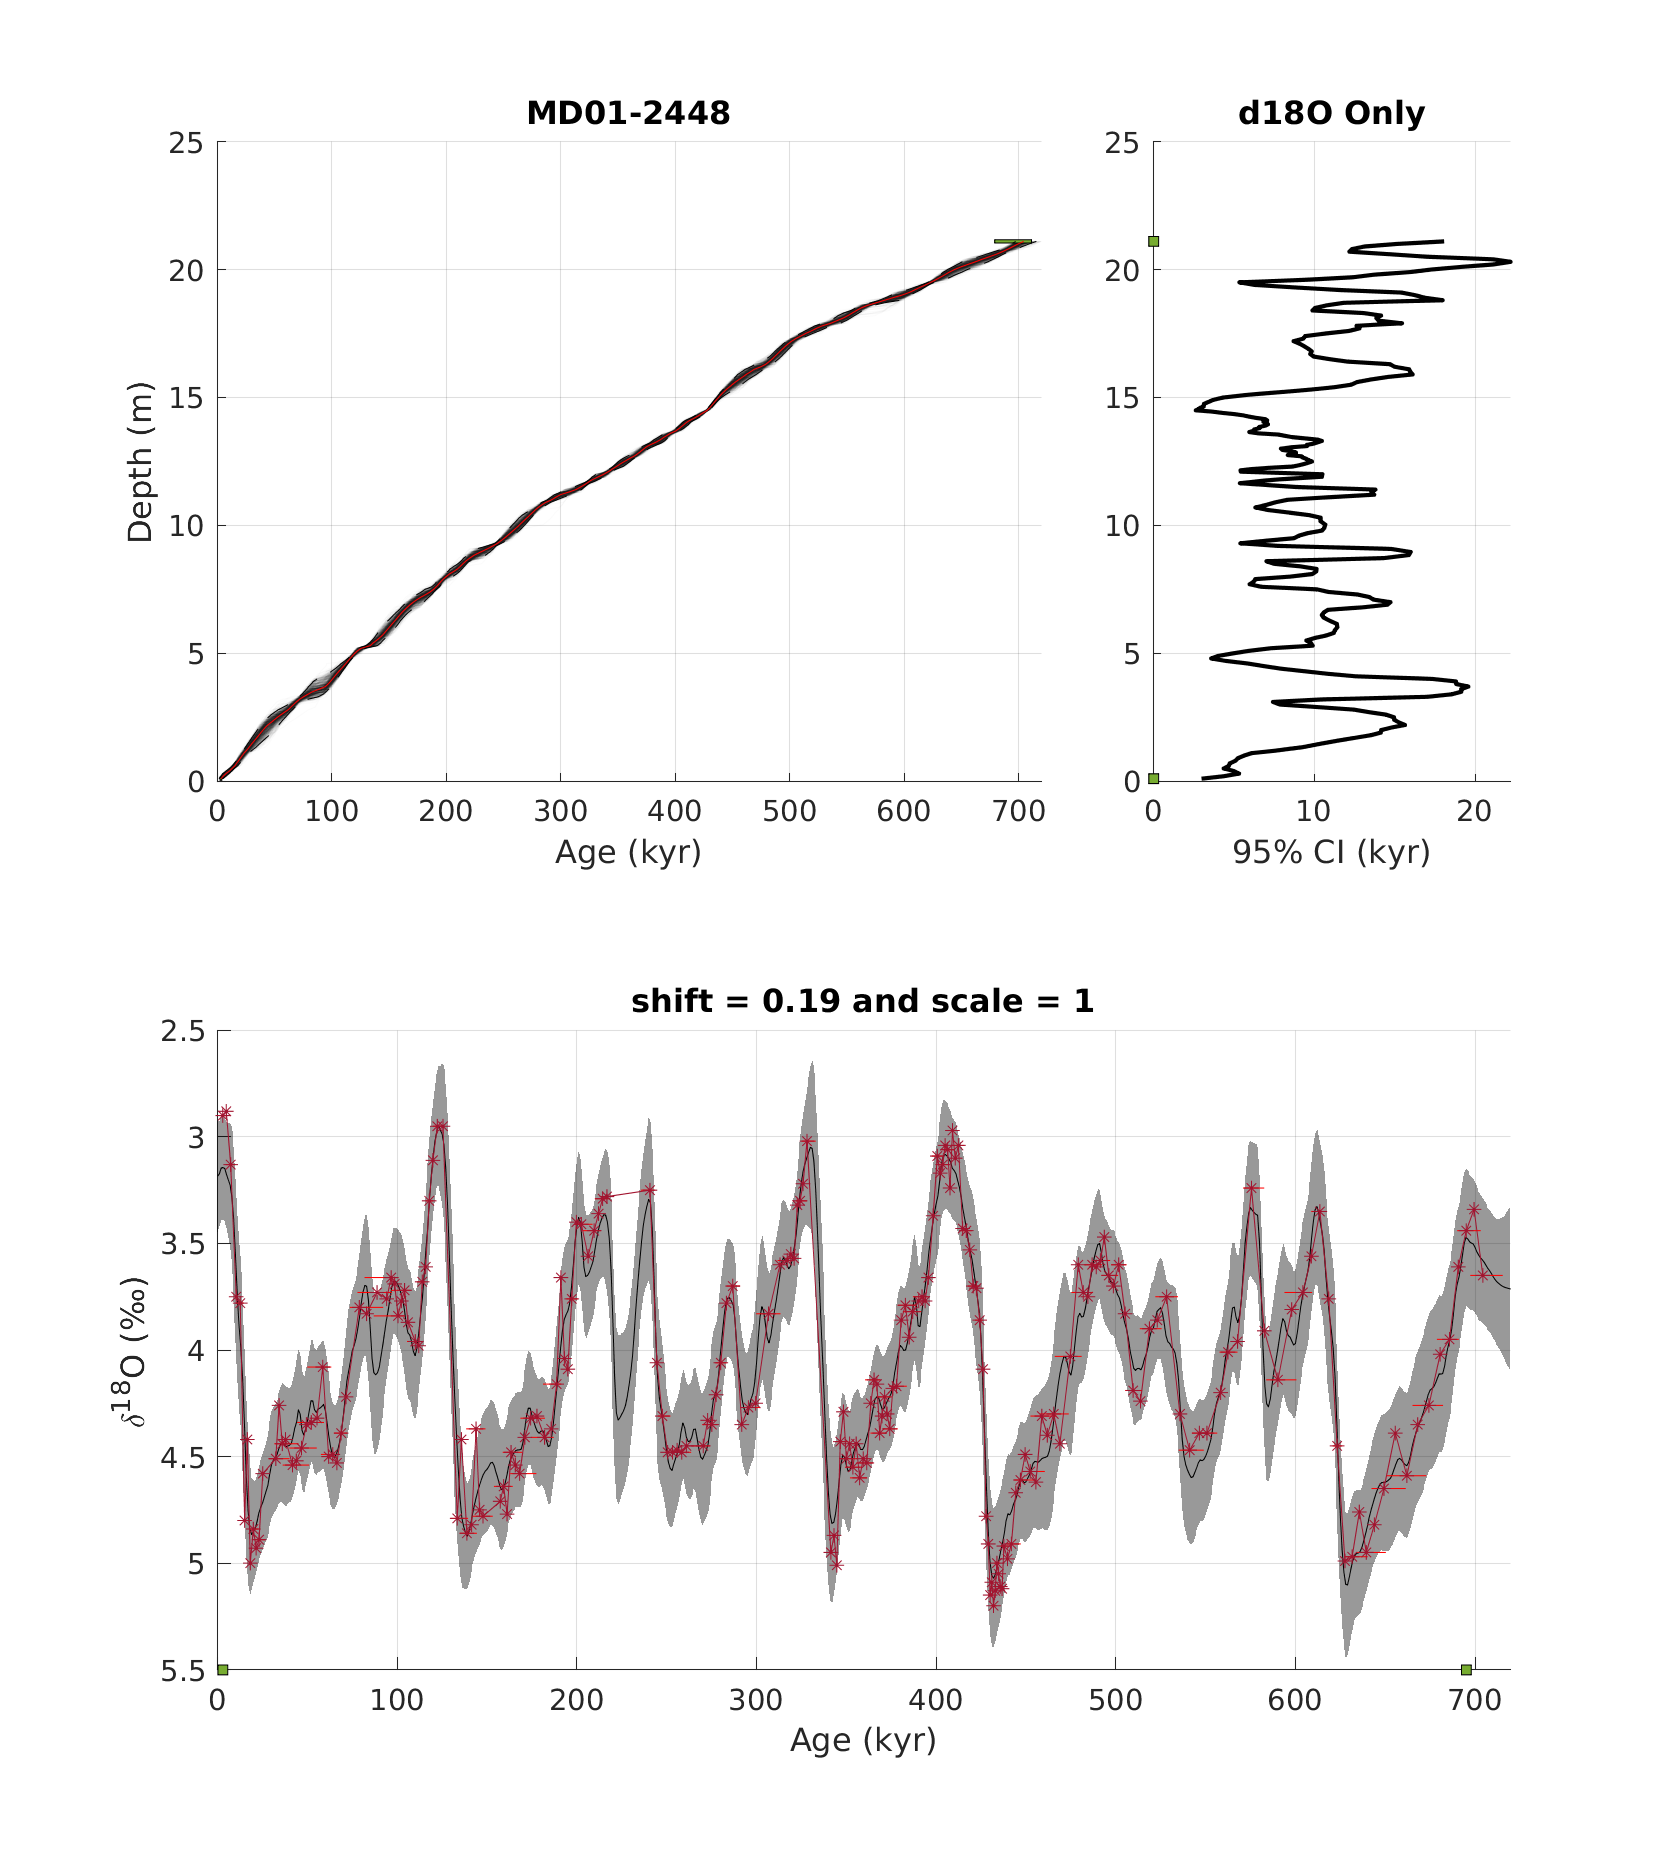 MD01-2448
25
20
15
10
5
0
Depth (m)
0 100 200 300 400 500 600 700
Age (kyr)
d18O Only
25
20
15
10
5
0
0 10 20
95% CI (kyr)
shift = 0.19 and scale = 1
2.5
3
3.5
4
4.5
5
5.5
δ18O (‰)
0 100 200 300 400 500 600 700
Age (kyr)